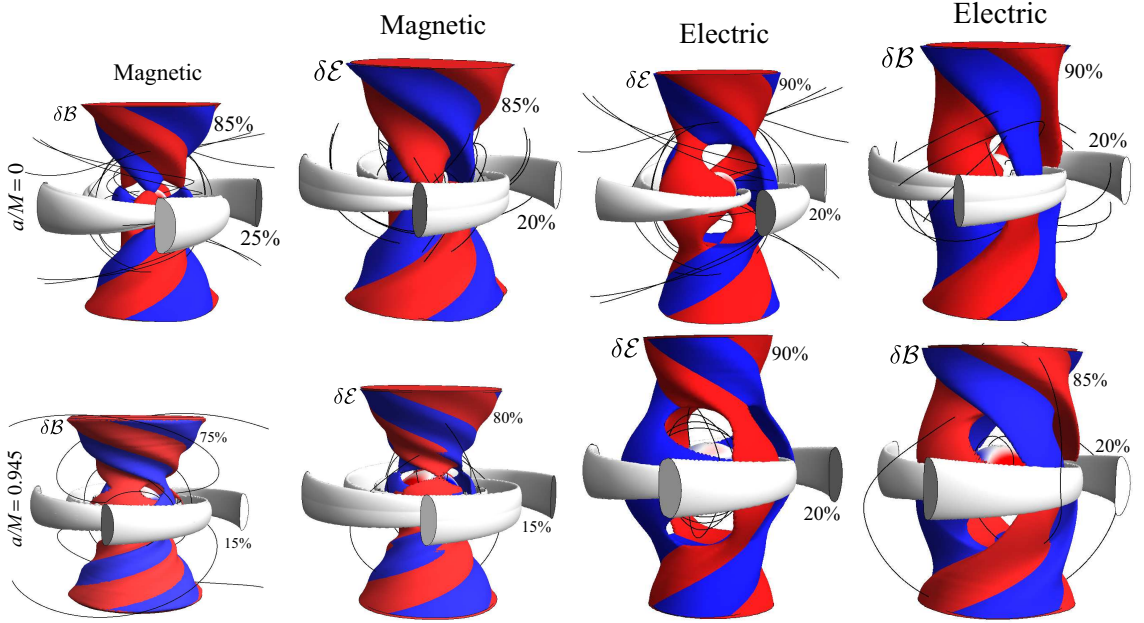 Magnetic
Magnetic
Electric
Electric
δB
85%
25%
δE
85%
20%
δE
90%
20%
δB
90%
20%
a/M=0
δB
75%
15%
δE
80%
15%
δE
90%
20%
δB
85%
20%
a/M=0.945